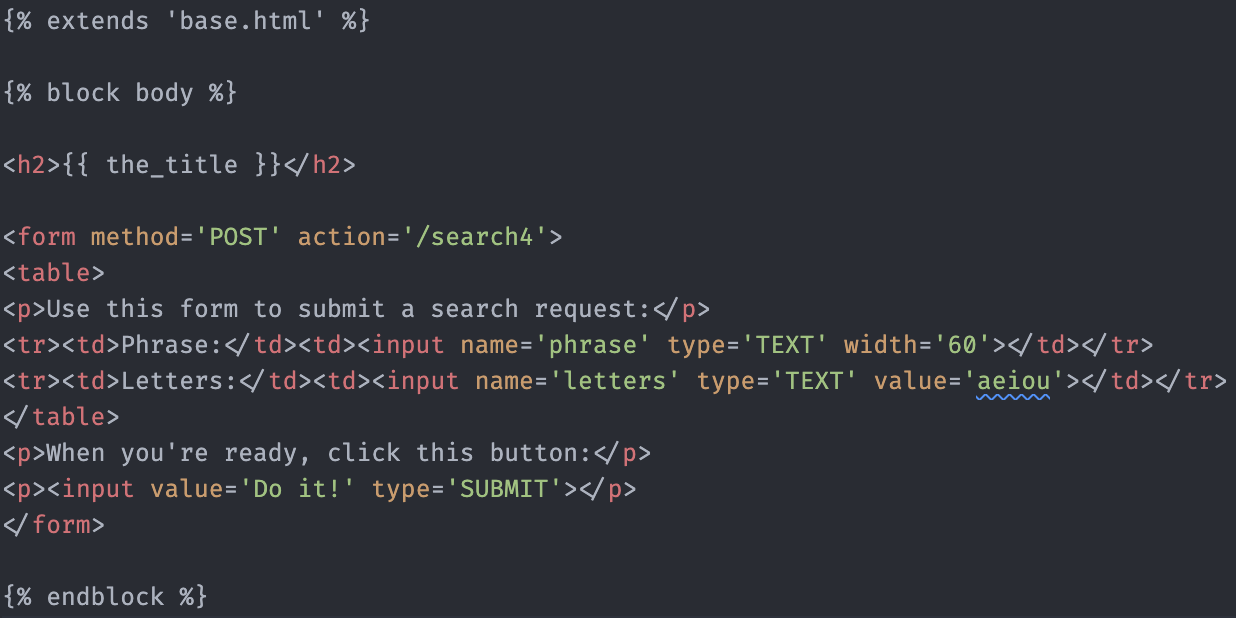 {% extends 'base.html' %}
{% block body %}
<h2>{{ the_title }}</h2>
<form method='POST' action='/search4'>
<table>
<p>Use this form to submit a search request:</p>
<tr><td>Phrase:</td><td><input name='phrase' type='TEXT' width='60'></td></tr>
<tr><td>Letters:</td><td><input name='letters' type='TEXT' value='aeiou'></td></tr>
</table>
<p>When you're ready, click this button:</p>
<p><input value='Do it!' type='SUBMIT'></p>
</form>
{% endblock %}